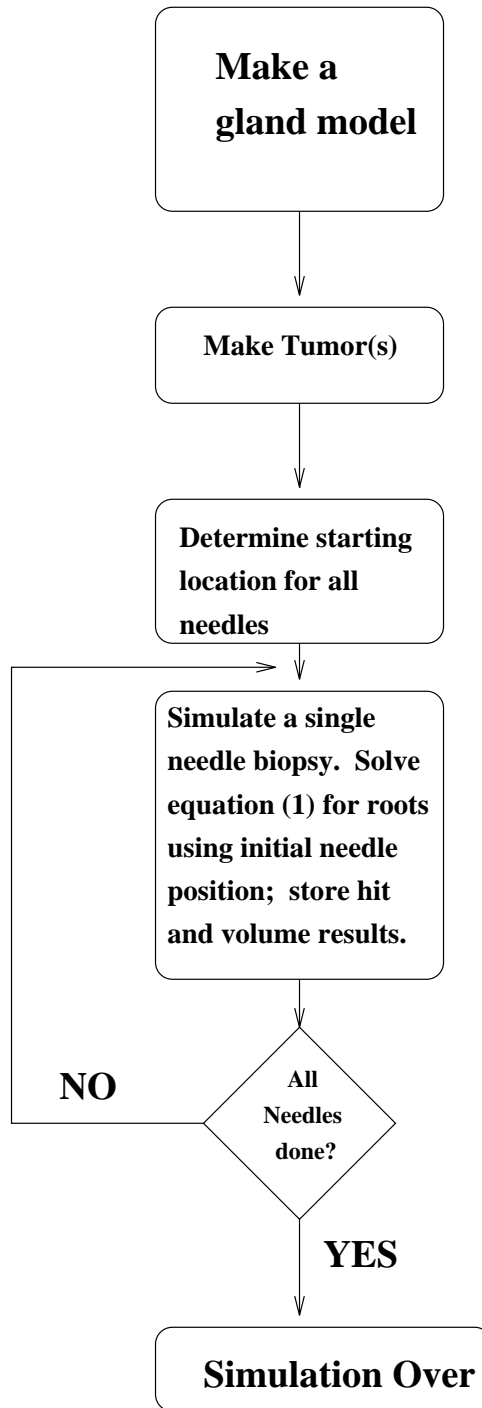 Make a
gland model
Make Tumor(s)
Determine starting
location for all
needles
Simulate a single
needle biopsy.  Solve
equation (1) for roots
using initial needle
position;  store hit
and volume results.
All
Needles
done?
NO
YES
Simulation Over